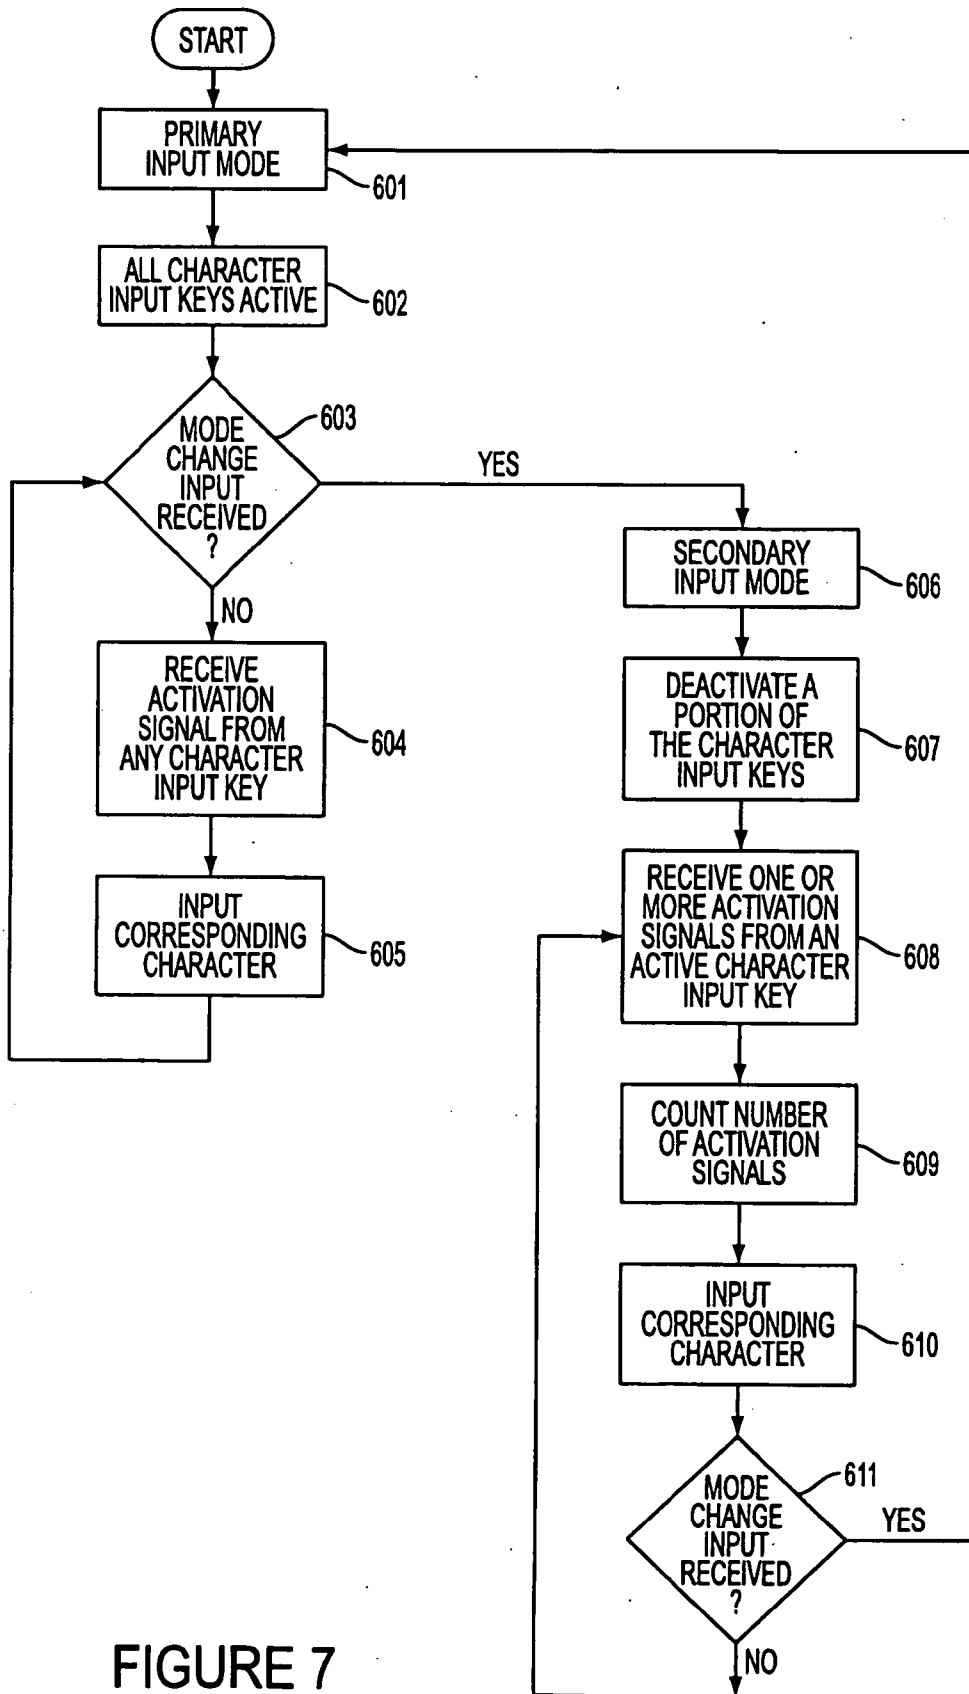 START
PRIMARY
INPUT MODE
601
ALL CHARACTER
INPUT KEYS ACTIVE
602
MODE
CHANGE
INPUT
RECEIVED
?
603
YES
NO
RECEIVE
ACTIVATION
SIGNAL FROM
ANY CHARACTER
INPUT KEY
604
INPUT
CORRESPONDING
CHARACTER
605
SECONDARY
INPUT MODE
606
DEACTIVATE A
PORTION OF
THE CHARACTER
INPUT KEYS
607
RECEIVE ONE OR
MORE ACTIVATION
SIGNALS FROM AN
ACTIVE CHARACTER
INPUT KEY
608
COUNT NUMBER
OF ACTIVATION
SIGNALS
609
INPUT
CORRESPONDING
CHARACTER
610
MODE
CHANGE
INPUT
RECEIVED
?
611
YES
NO
FIGURE 7